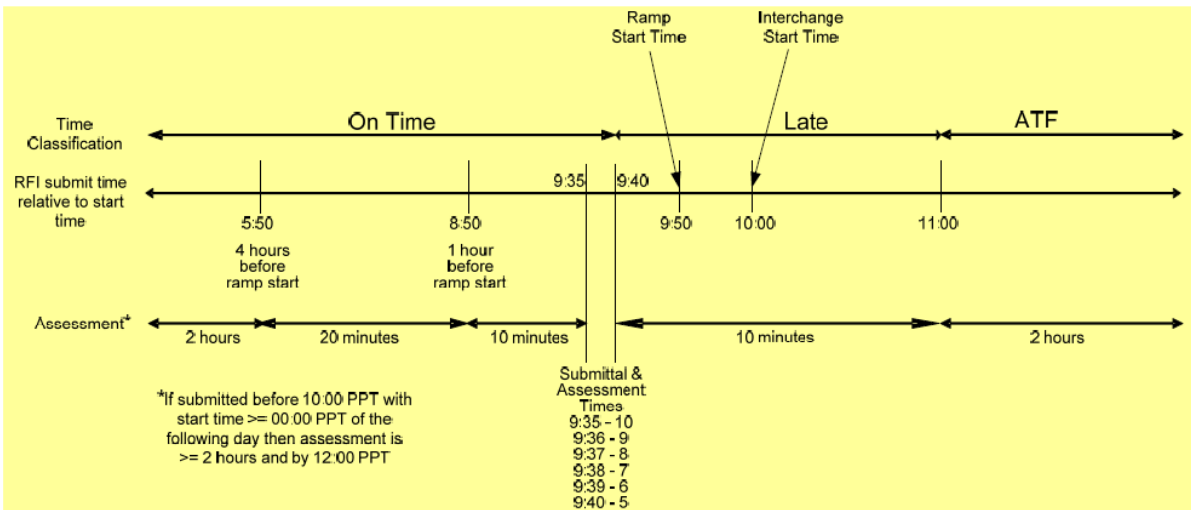 Ramp
Start Time
Interchange
Start Time
Time
Classification
On Time
Late
ATF
RFI submit time
relative to start
time
9:35
9:40
5:50
8:50
9:50
10:00
11:00
4 hours
before
ramp start
1 hour
before
ramp start
Assessment*
2 hours
20 minutes
10 minutes
10 minutes
2 hours
*If submitted before 10:00 PPT with
start time >= 00:00 PPT of the
following day then assessment is
>= 2 hours and by 12:00 PPT
Submittal &
Assessment
Times
9:35 - 10
9:36 - 9
9:37 - 8
9:38 - 7
9:39 - 6
9:40 - 5